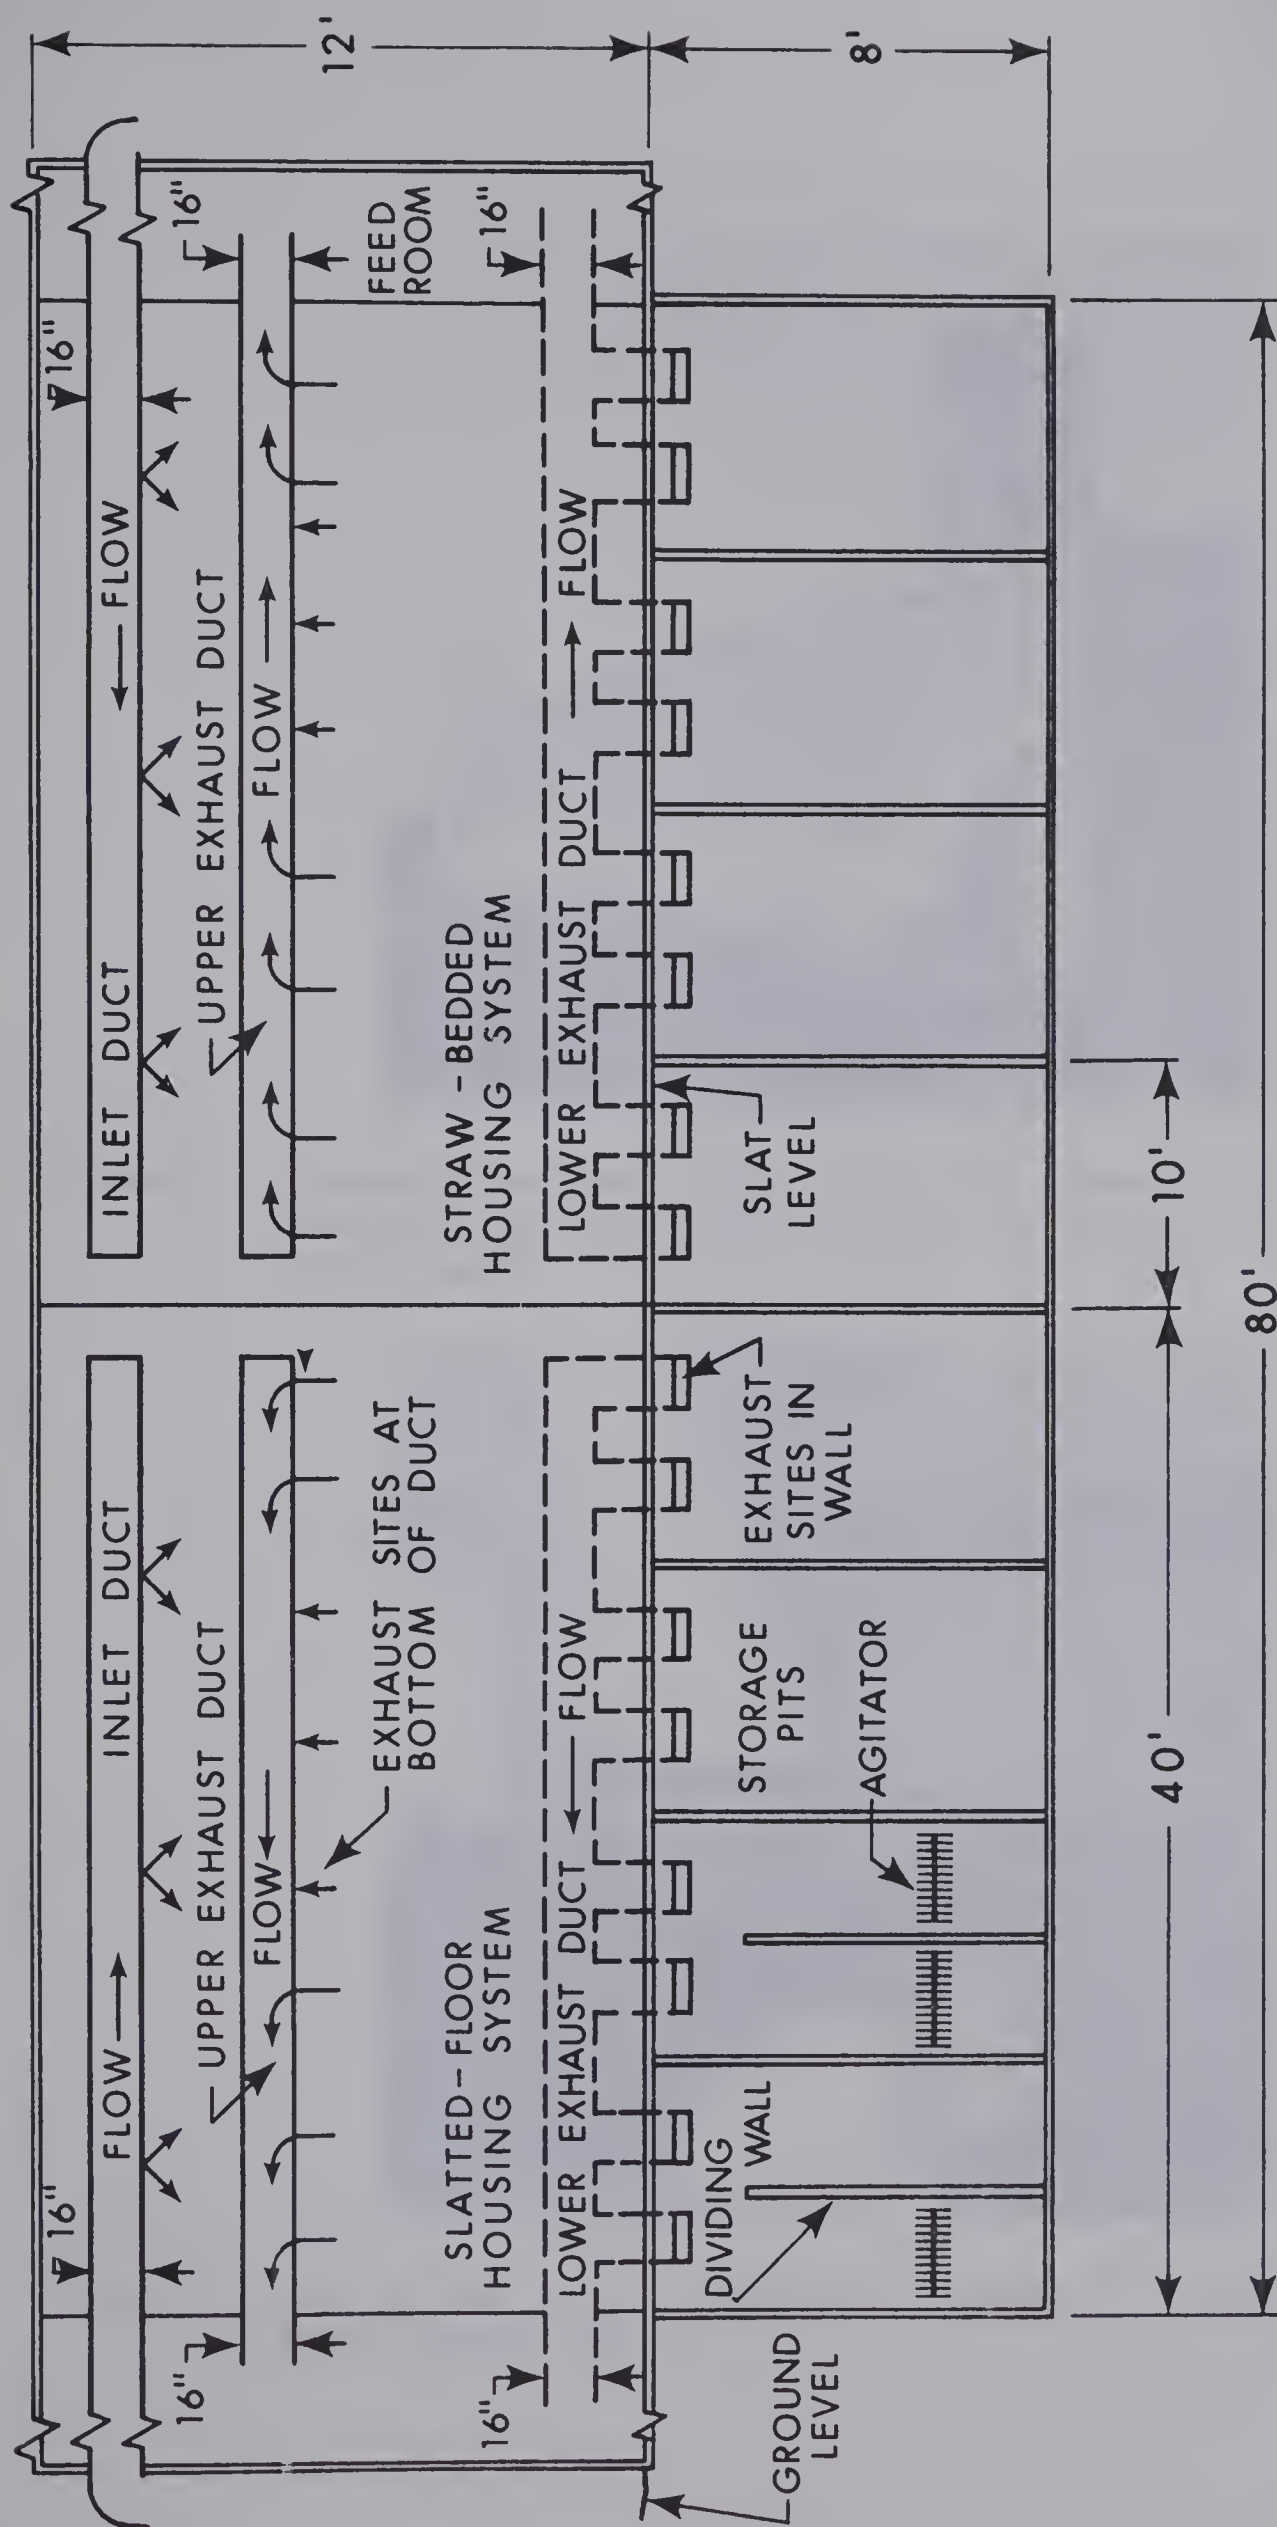 12'
8'
16"
16"
INLET DUCT
FLOW
FLOW
INLET DUCT
UPPER EXHAUST DUCT
UPPER EXHAUST DUCT
16"
FLOW
FLOW
16"
EXHAUST SITES AT
BOTTOM OF DUCT
FEED
ROOM
SLATTED-FLOOR
HOUSING SYSTEM
STRAW-BEDDED
HOUSING SYSTEM
16"
LOWER EXHAUST DUCT
FLOW
LOWER EXHAUST DUCT
FLOW
16"
GROUND
LEVEL
DIVIDING
WALL
STORAGE
PITS
AGITATOR
EXHAUST
SITES IN
WALL
SLAT
LEVEL
40'
10'
80'